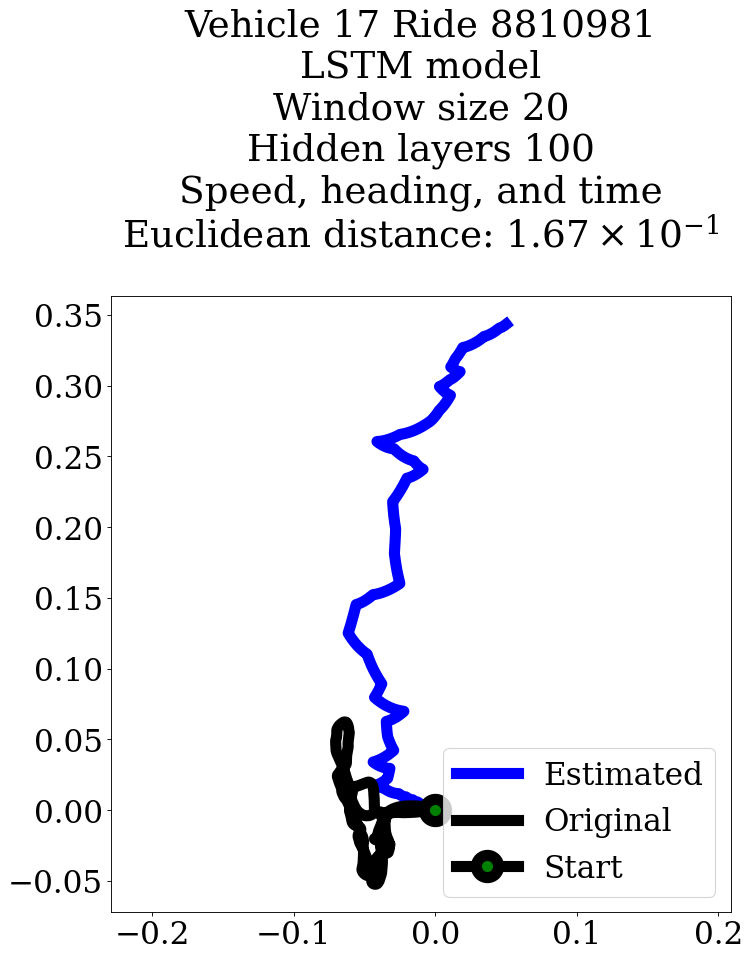 Vehicle 17 Ride 8810981
LSTM model
Window size 20
Hidden layers 100
Speed, heading, and time
Euclidean distance: 1.67 × 10⁻¹
0.35
0.30
0.25
0.20
0.15
0.10
0.05
0.00
−0.05
Estimated
Original
Start
−0.2 −0.1 0.0 0.1 0.2